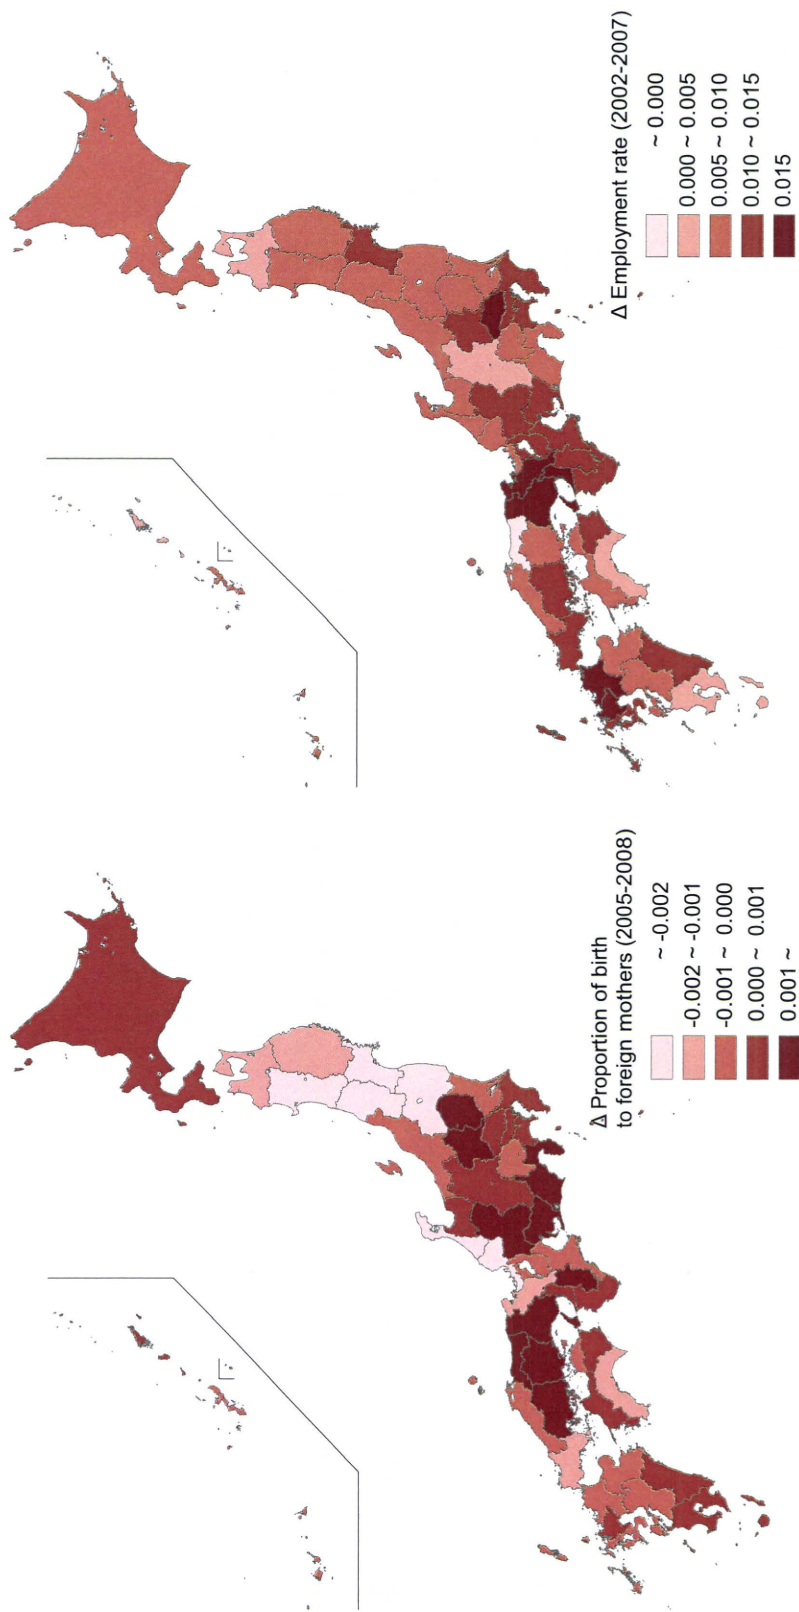 Δ Employment rate (2002-2007)
~ 0.000
0.000 ~ 0.005
0.005 ~ 0.010
0.010 ~ 0.015
0.015
Δ Proportion of birth
to foreign mothers (2005-2008)
~ -0.002
-0.002 ~ -0.001
-0.001 ~ 0.000
0.000 ~ 0.001
0.001 ~